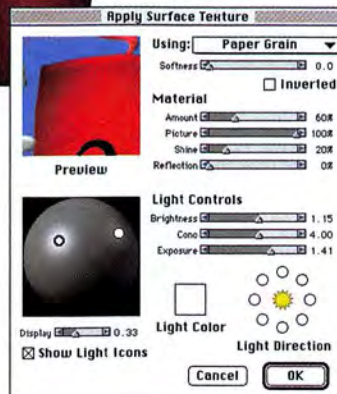 Apply Surface Texture
Using: Paper Grain
Softness 0.0
Inverted
Material
Amount 60%
Picture 100%
Shine 20%
Reflection 0%
Preview
Light Controls
Brightness 1.15
Conc 4.00
Exposure 1.41
Display 0.33
Show Light Icons
Light Color
Light Direction
Cancel OK